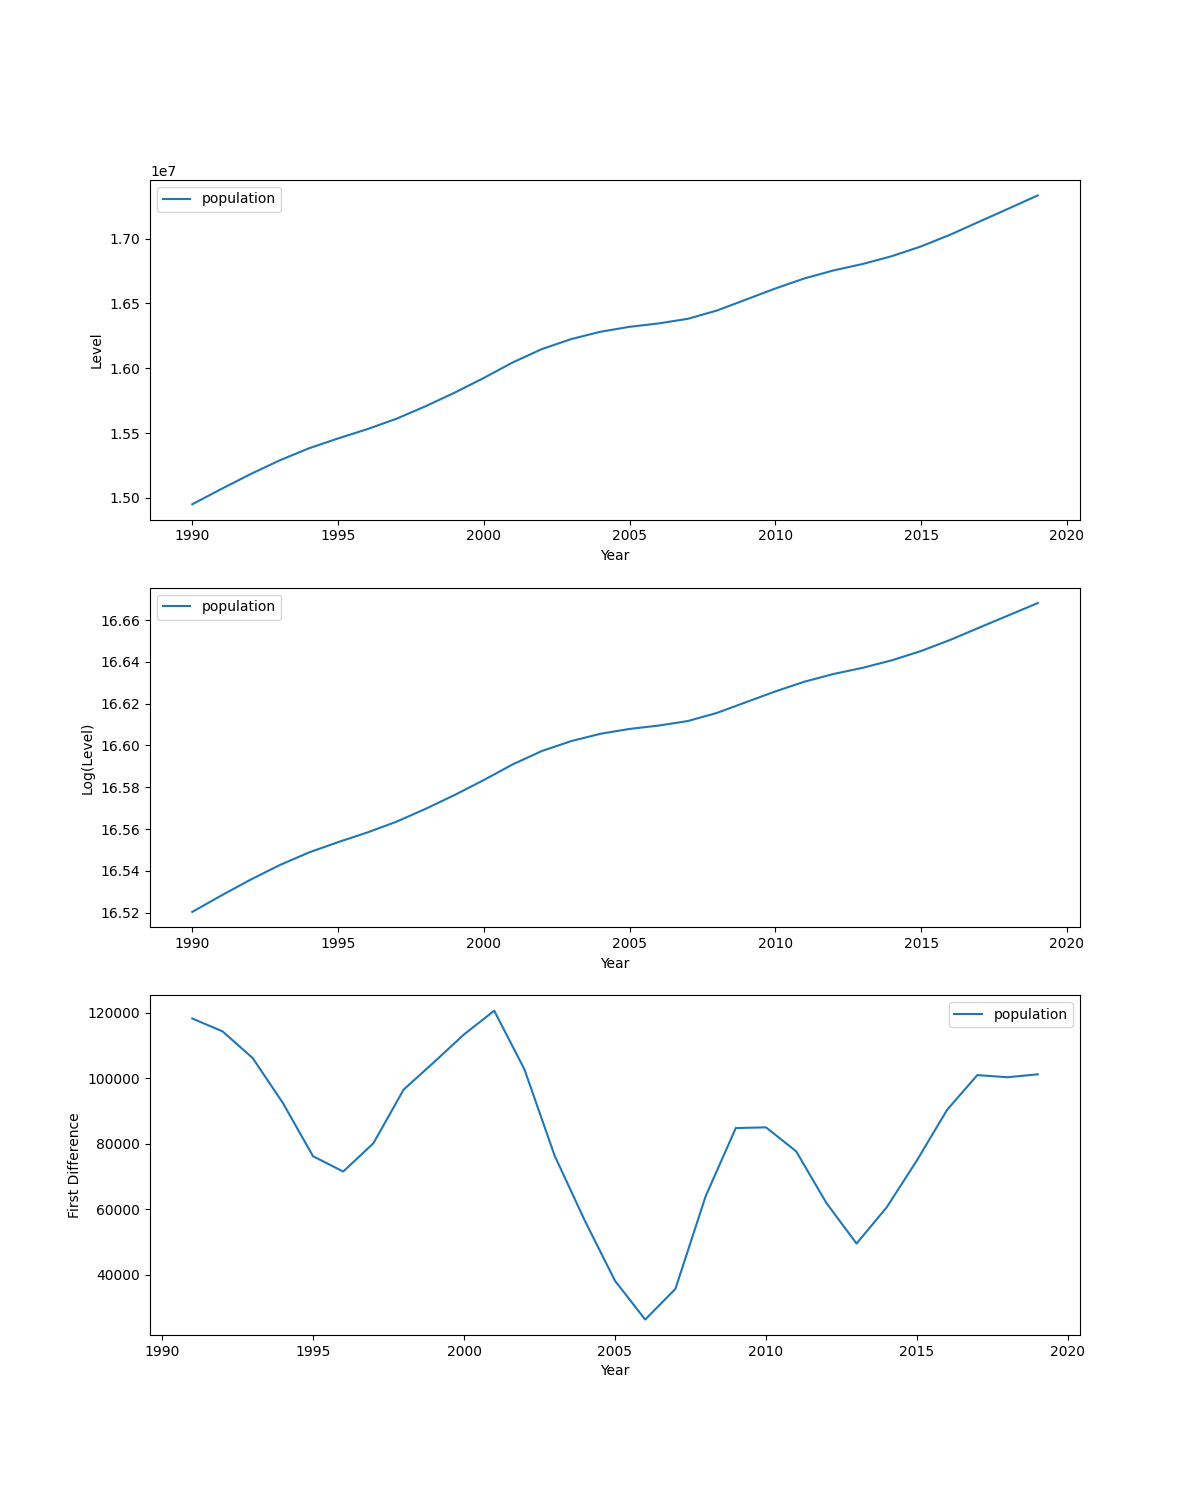 1e7
population
1.70
1.65
1.60
1.55
1.50
Level
1990 1995 2000 2005 2010 2015 2020
Year
population
16.66
16.64
16.62
16.60
16.58
16.56
16.54
16.52
Log(Level)
1990 1995 2000 2005 2010 2015 2020
Year
population
120000
100000
80000
60000
40000
First Difference
1990 1995 2000 2005 2010 2015 2020
Year